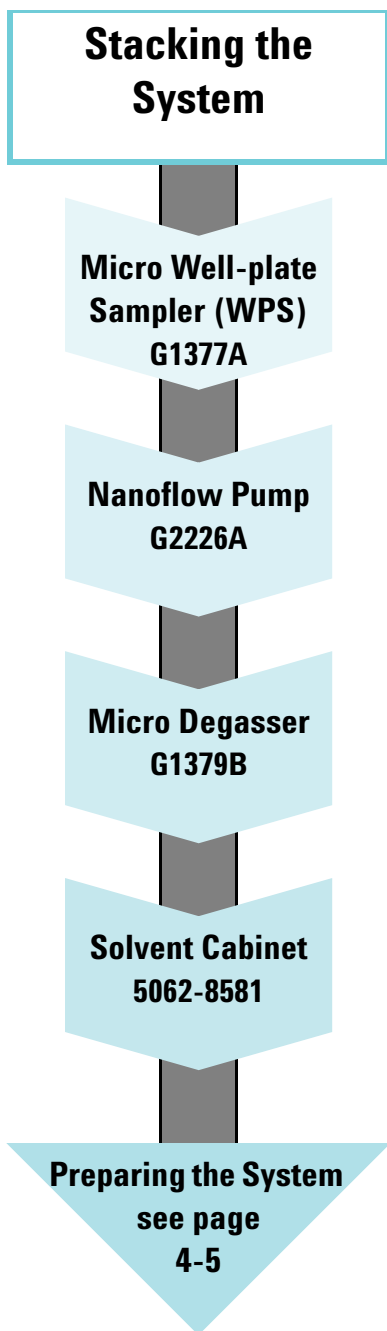 Stacking the
System
Micro Well-plate
Sampler (WPS)
G1377A
Nanoflow Pump
G2226A
Micro Degasser
G1379B
Solvent Cabinet
5062-8581
Preparing the System
see page
4-5